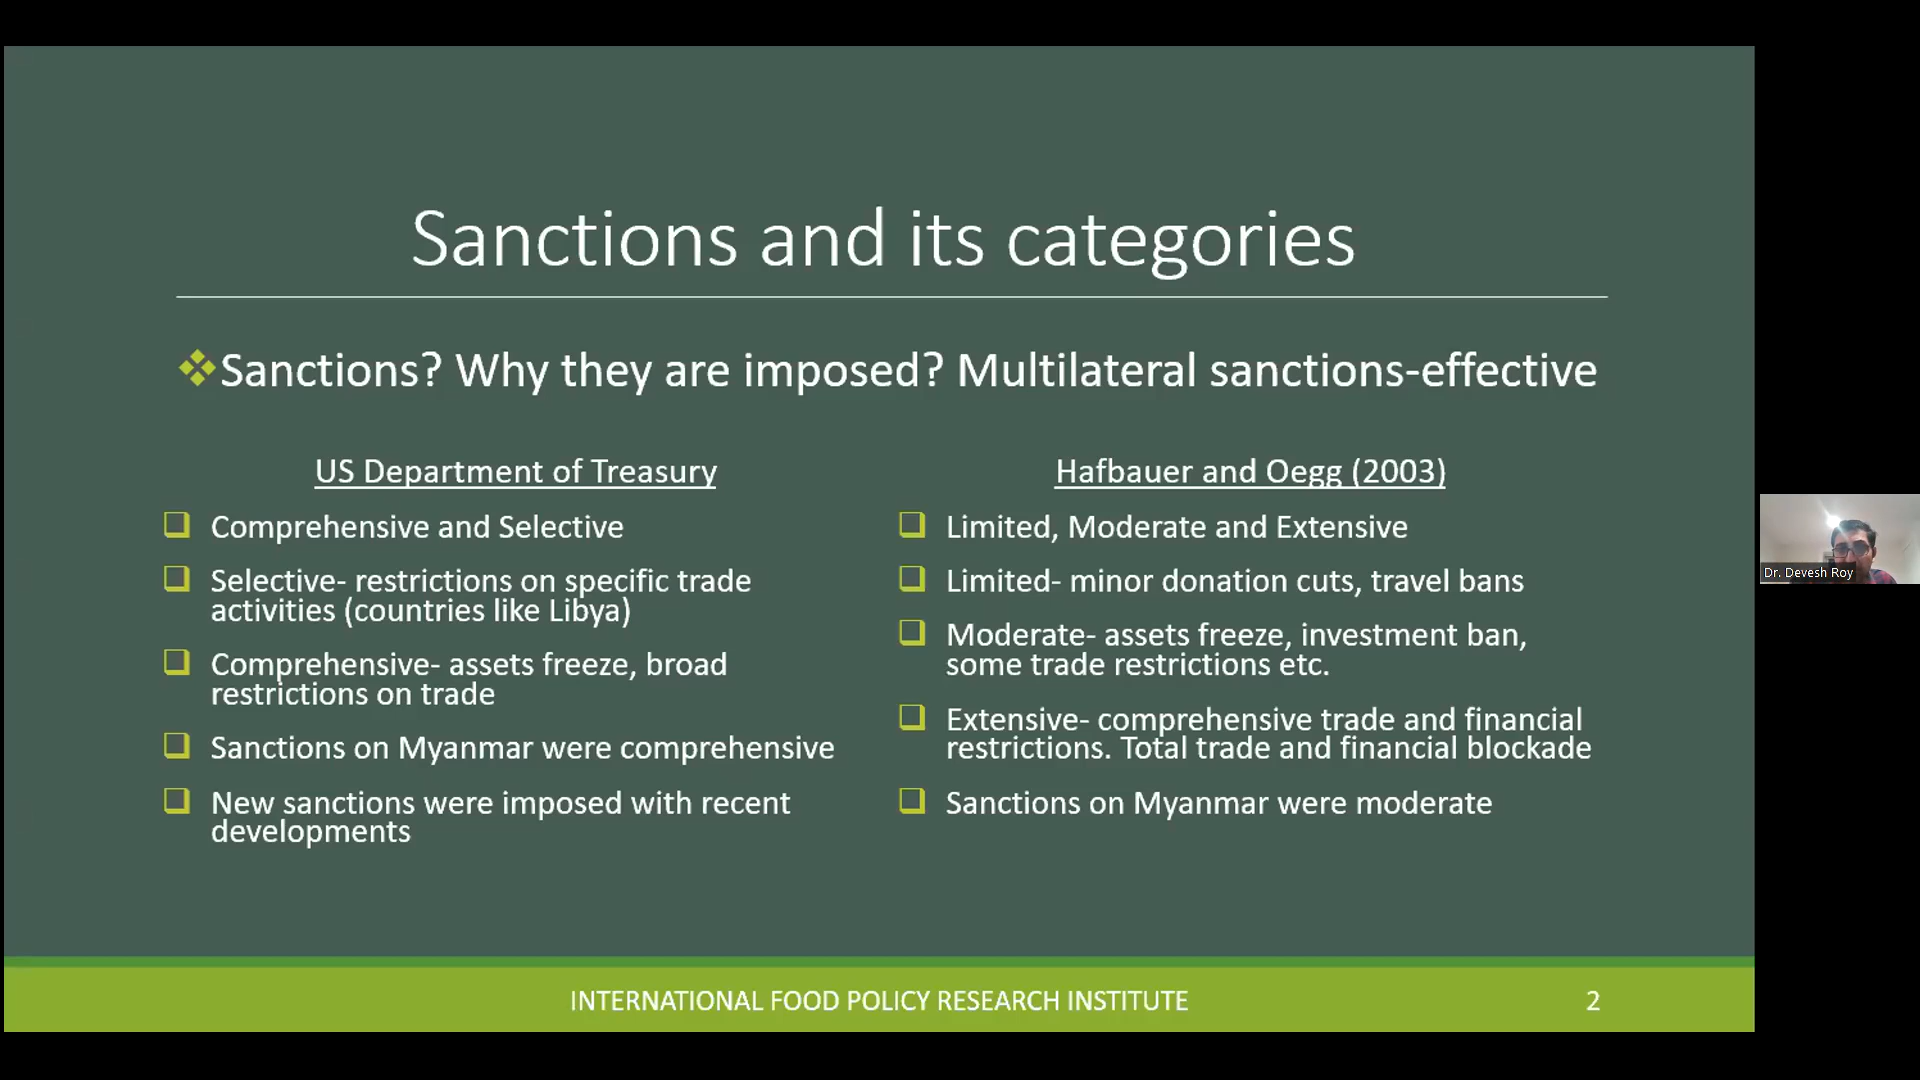 Sanctions and its categories
Sanctions? Why they are imposed? Multilateral sanctions-effective
US Department of Treasury
Comprehensive and Selective
Selective- restrictions on specific trade
activities (countries like Libya)
Comprehensive- assets freeze, broad
restrictions on trade
Sanctions on Myanmar were comprehensive
New sanctions were imposed with recent
developments
Hafbauer and Oegg (2003)
Limited, Moderate and Extensive
Limited- minor donation cuts, travel bans
Moderate- assets freeze, investment ban,
some trade restrictions etc.
Extensive- comprehensive trade and financial
restrictions. Total trade and financial blockade
Sanctions on Myanmar were moderate
Dr. Devesh Roy
INTERNATIONAL FOOD POLICY RESEARCH INSTITUTE
2